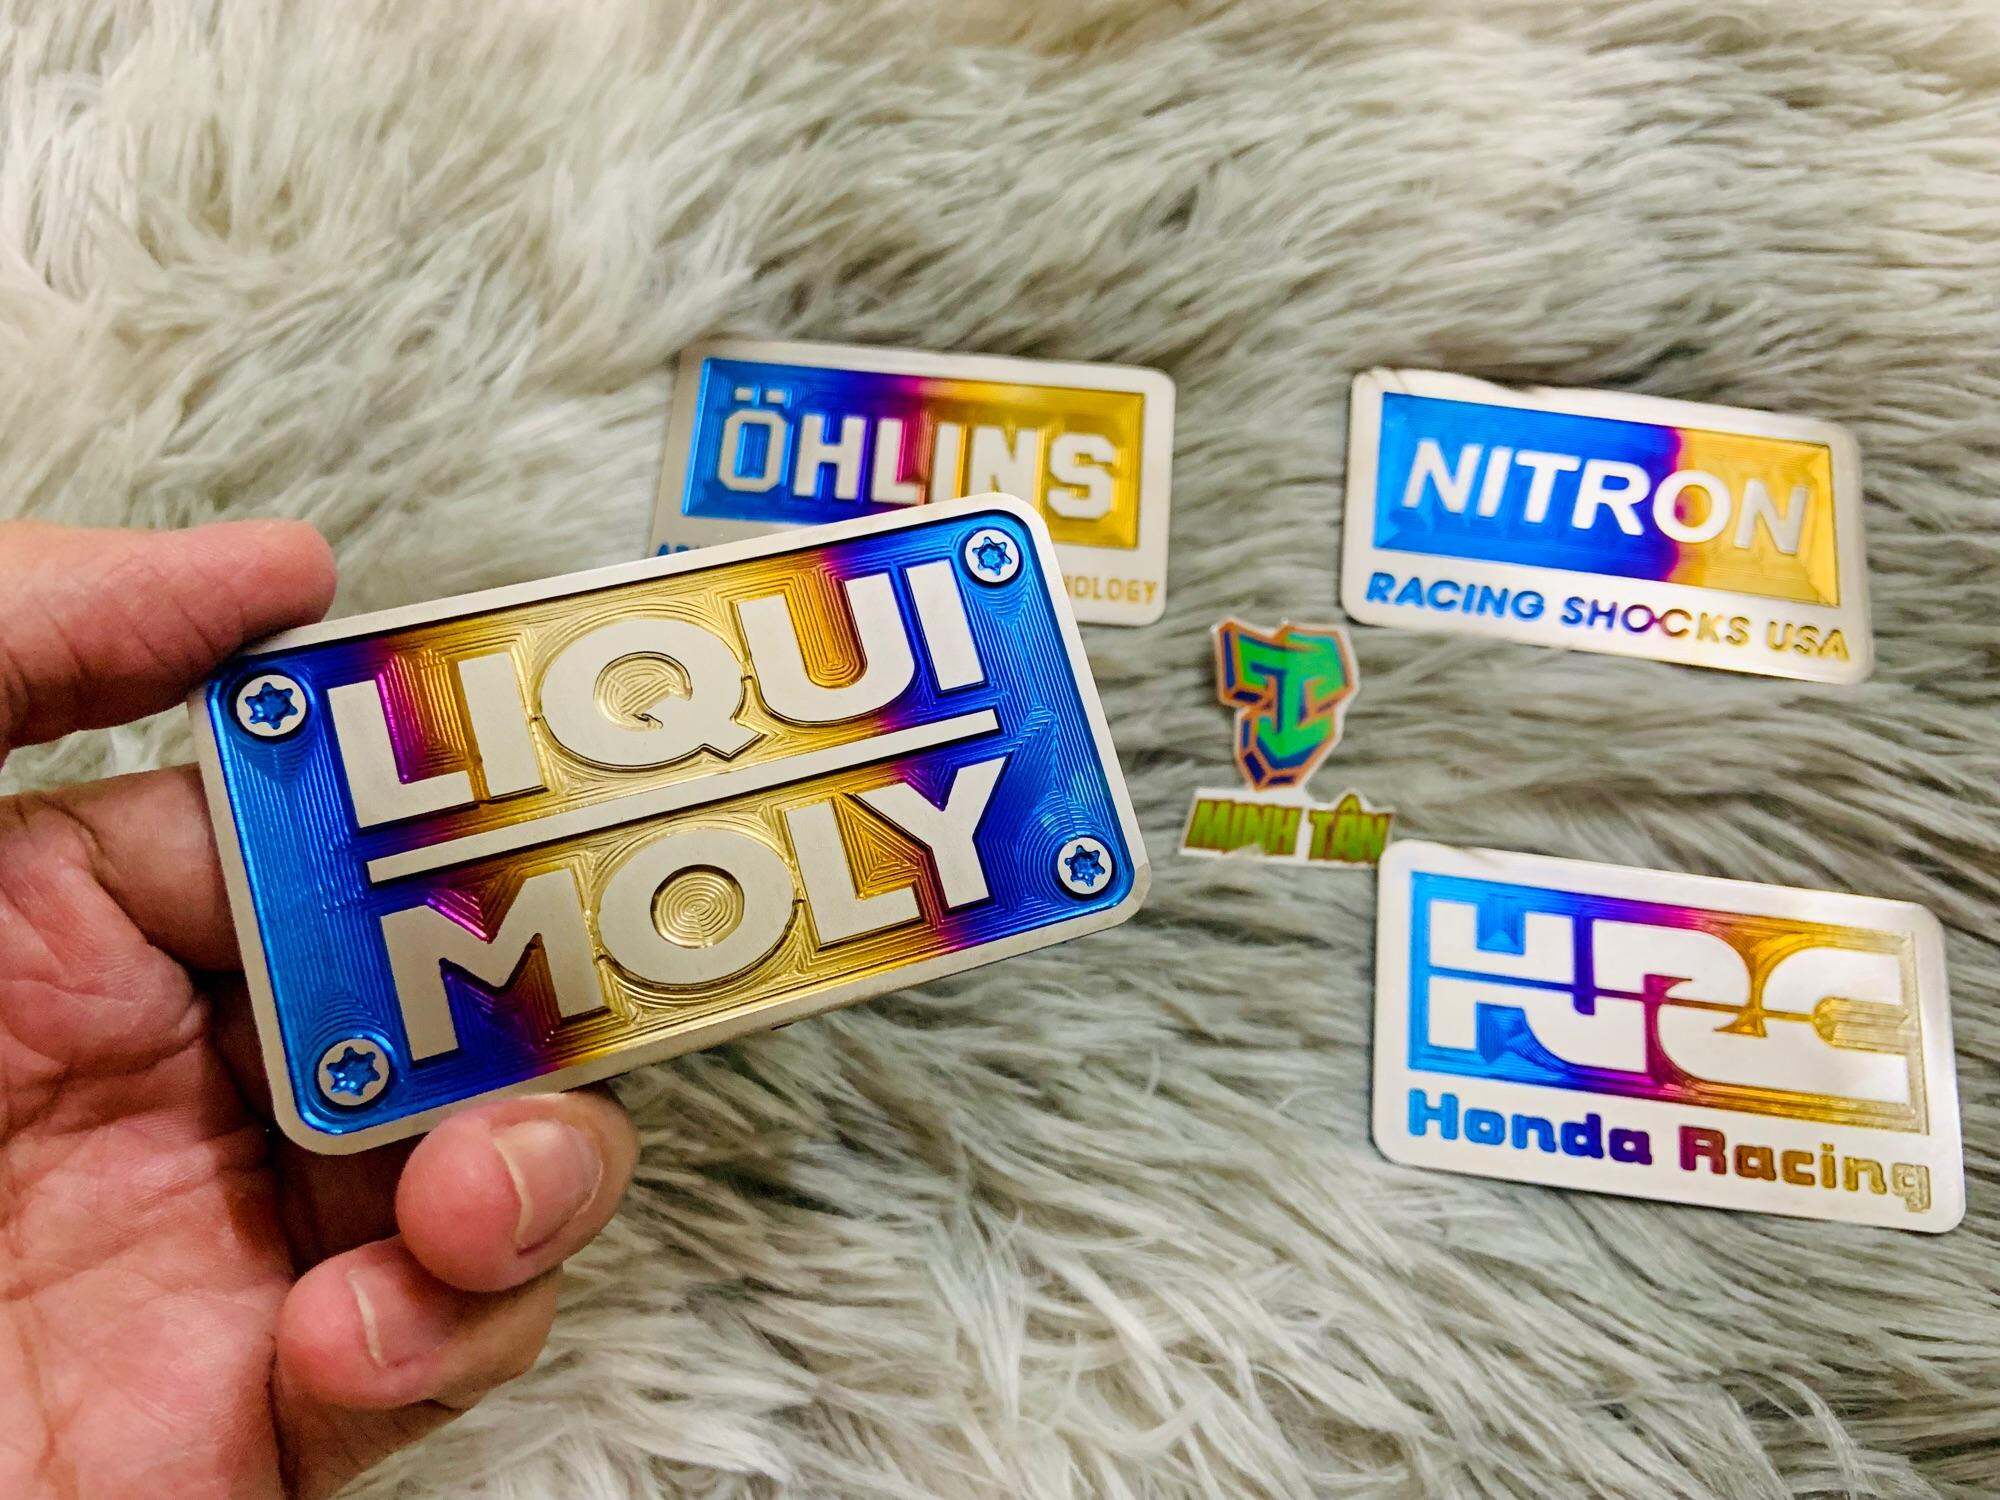 ÖHLINS
NITRON
RACING SHOCKS USA
LIQUI
MOLY
MINH TÂN
HRC
Honda Racing